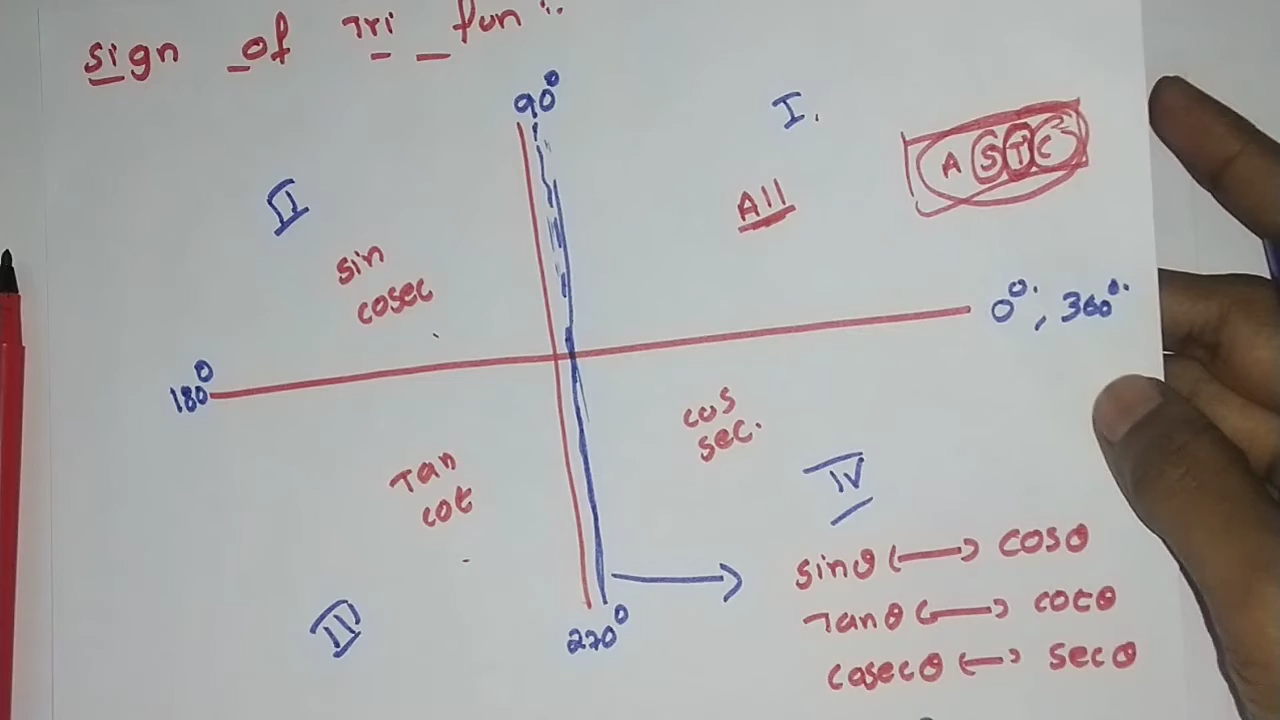 sign of Tri fun:
90°
I.
A S T C
All
II
sin
cosec
0°, 360°
180°
cos
sec.
Tan
cot
IV
sinθ ⟷ cosθ
Tanθ ⟷ cotθ
cosecθ ⟷ secθ
III
270°